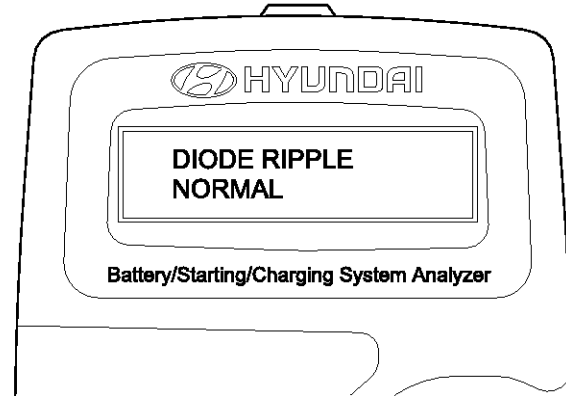 HYUNDAI
DIODE RIPPLE
NORMAL
Battery/Starting/Charging System Analyzer